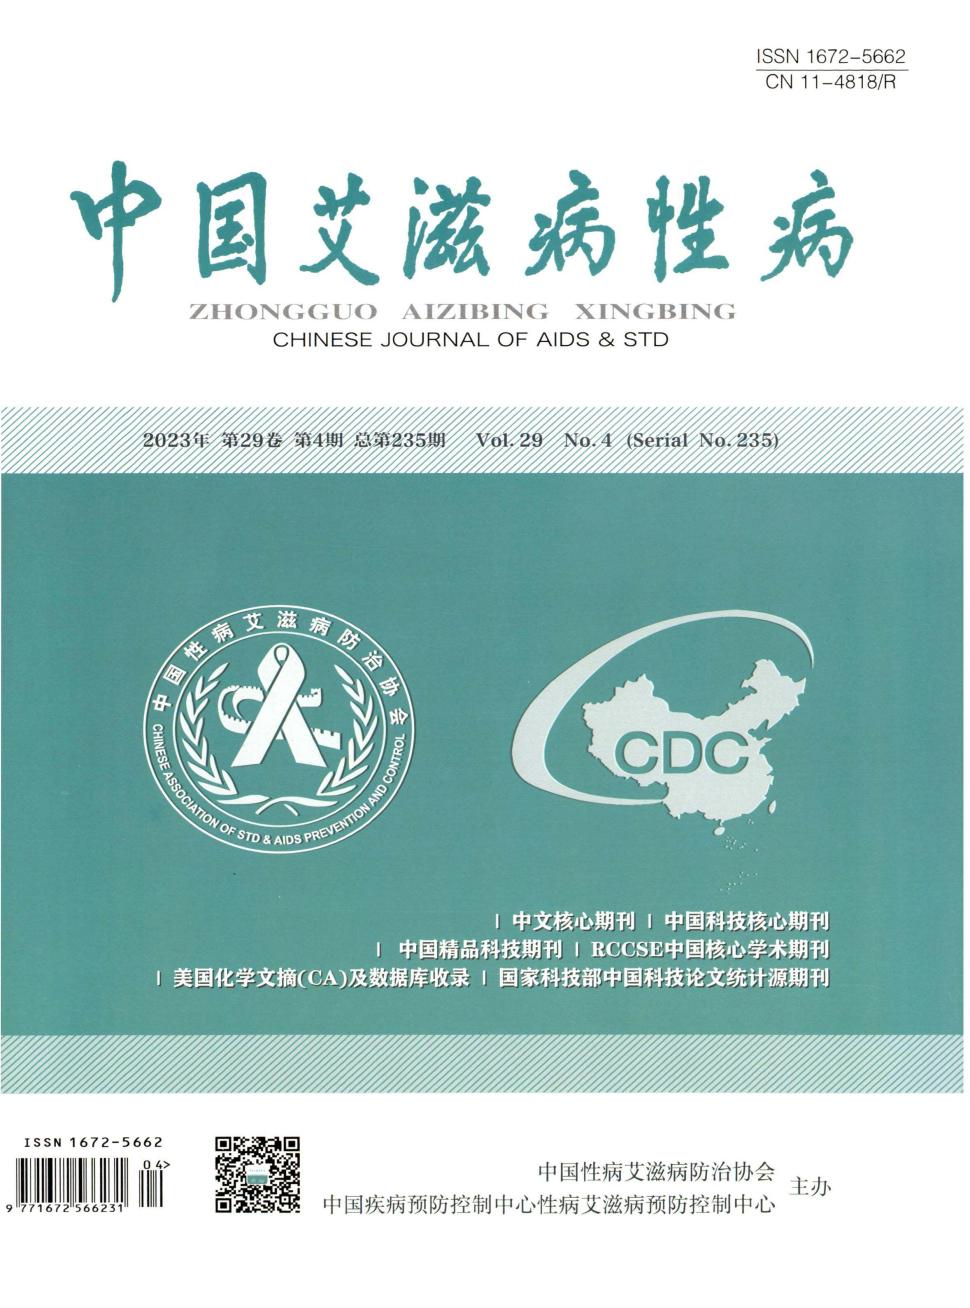 ISSN 1672-5662
CN 11-4818/R
中国艾滋病性病
ZHONGGUO AIZIBING XINGBING
CHINESE JOURNAL OF AIDS & STD
2023年 第29卷 第4期 总第235期 Vol. 29 No. 4 (Serial No. 235)
中国性病艾滋病防治协会
CHINESE ASSOCIATION OF STD & AIDS PREVENTION AND CONTROL
CDC
| 中文核心期刊 | 中国科技核心期刊
| 中国精品科技期刊 | RCCSE中国核心学术期刊
| 美国化学文摘(CA)及数据库收录 | 国家科技部中国科技论文统计源期刊
ISSN 1672-5662
04>
9 771672 566231
中国性病艾滋病防治协会
中国疾病预防控制中心性病艾滋病预防控制中心
主办